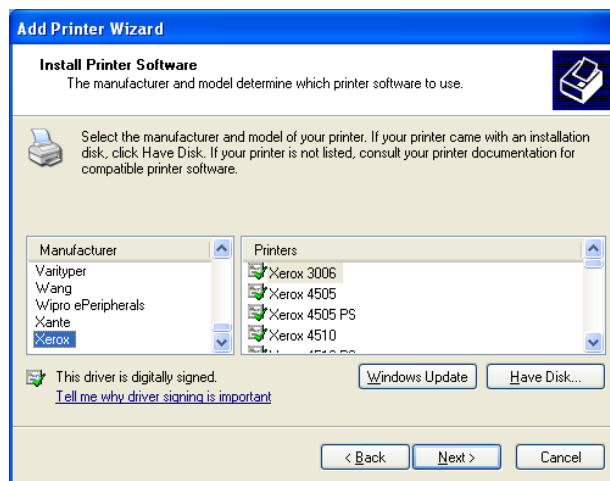 Add Printer Wizard
Install Printer Software
The manufacturer and model determine which printer software to use.
Select the manufacturer and model of your printer. If your printer came with an installation
disk, click Have Disk. If your printer is not listed, consult your printer documentation for
compatible printer software.
Manufacturer
Varityper
Wang
Wipro ePeripherals
Xante
Xerox
Printers
Xerox 3006
Xerox 4505
Xerox 4505 PS
Xerox 4510
This driver is digitally signed.
Tell me why driver signing is important
Windows Update
Have Disk...
< Back
Next >
Cancel